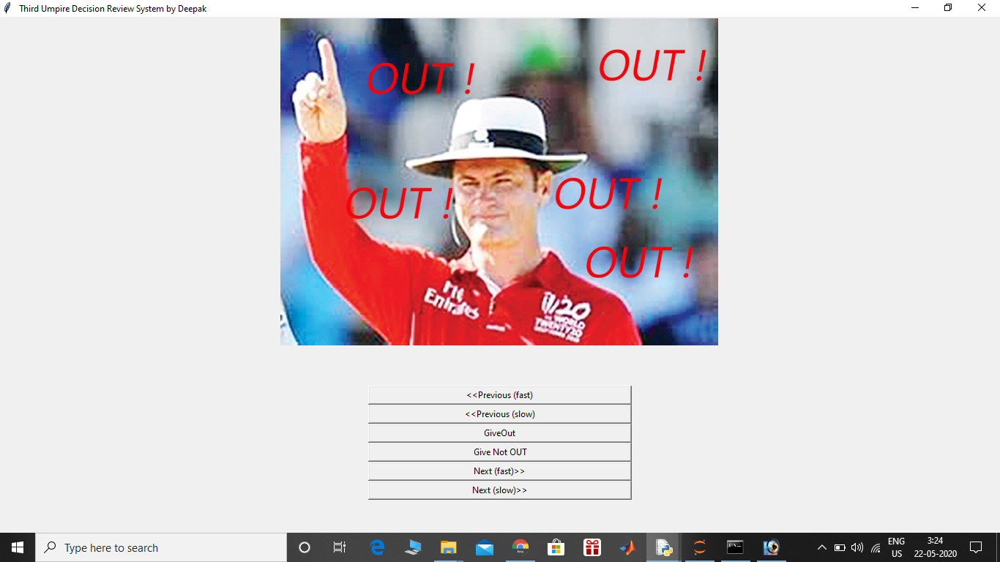 Third Umpire Decision Review System by Deepak
OUT !
OUT !
OUT !
OUT !
OUT !
Fly
Emirates
WORLD
TWENTY20
<<Previous (fast)
<<Previous (slow)
GiveOut
Give Not OUT
Next (fast)>>
Next (slow)>>
Type here to search
ENG
US
3:24
22-05-2020